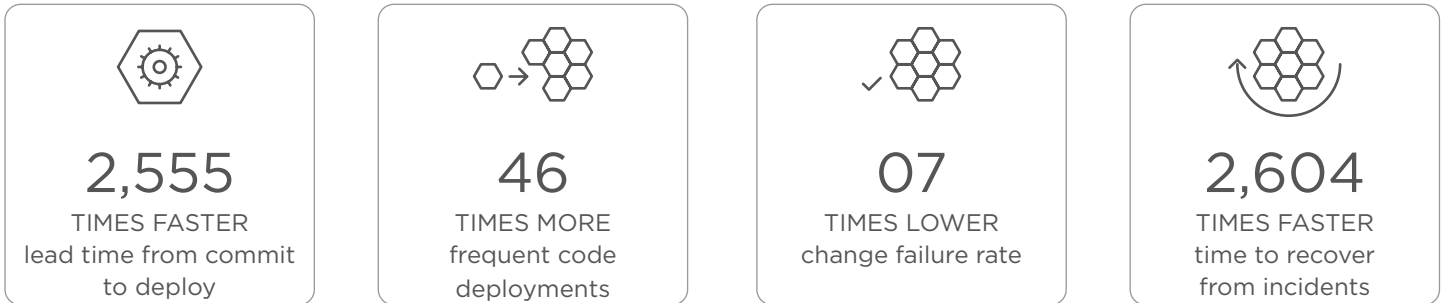 2,555
TIMES FASTER
lead time from commit
to deploy
46
TIMES MORE
frequent code
deployments
07
TIMES LOWER
change failure rate
2,604
TIMES FASTER
time to recover
from incidents